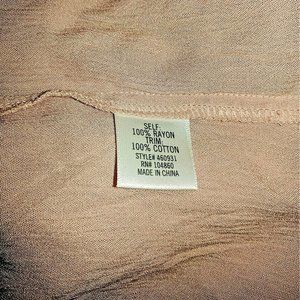 SELF:
100% RAYON
TRIM:
100% COTTON
STYLE# 460931
RN# 104860
MADE IN CHINA